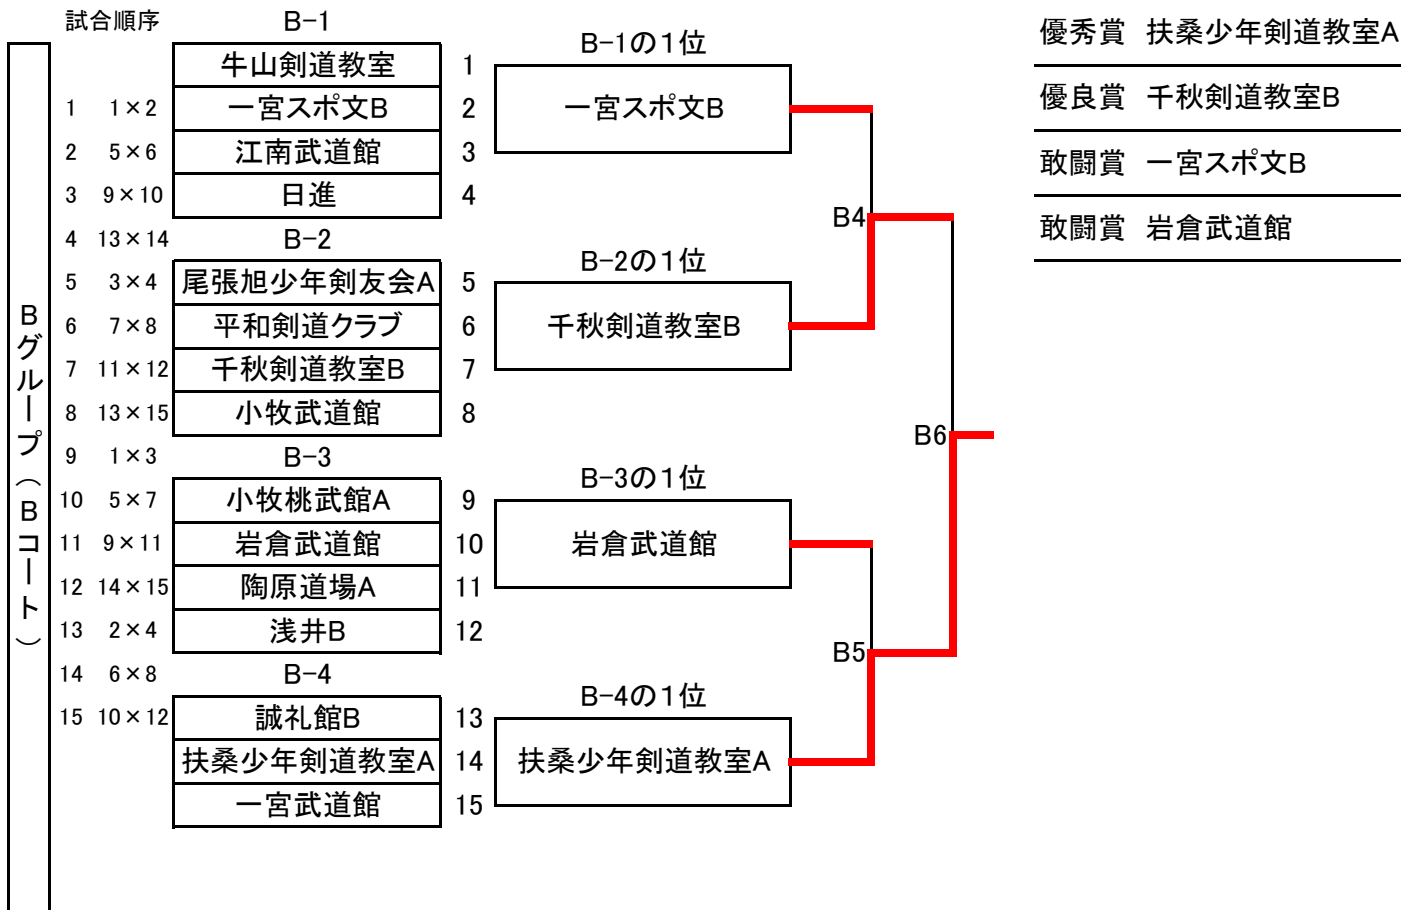 試合順序 B-1
牛山剣道教室 1
1 1×2 一宮スポ文B 2
2 5×6 江南武道館 3
3 9×10 日進 4
4 13×14 B-2
5 3×4 尾張旭少年剣友会A 5
6 7×8 平和剣道クラブ 6
7 11×12 千秋剣道教室B 7
8 13×15 小牧武道館 8
9 1×3 B-3
10 5×7 小牧桃武館A 9
11 9×11 岩倉武道館 10
12 14×15 陶原道場A 11
13 2×4 浅井B 12
14 6×8 B-4
15 10×12 誠礼館B 13
扶桑少年剣道教室A 14
一宮武道館 15
Bグループ(Bコート)
B-1の1位
一宮スポ文B
B-2の1位
千秋剣道教室B
B-3の1位
岩倉武道館
B-4の1位
扶桑少年剣道教室A
B4
B5
B6
優秀賞 扶桑少年剣道教室A
優良賞 千秋剣道教室B
敢闘賞 一宮スポ文B
敢闘賞 岩倉武道館